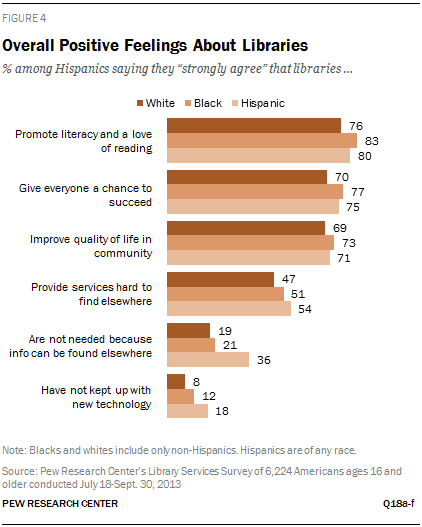 FIGURE 4
Overall Positive Feelings About Libraries
% among Hispanics saying they “strongly agree” that libraries ...
White Black Hispanic
Promote literacy and a love
of reading
76
83
80
Give everyone a chance to
succeed
70
77
75
Improve quality of life in
community
69
73
71
Provide services hard to
find elsewhere
47
51
54
Are not needed because
info can be found elsewhere
19
21
36
Have not kept up with
new technology
8
12
18
Note: Blacks and whites include only non-Hispanics. Hispanics are of any race.
Source: Pew Research Center’s Library Services Survey of 6,224 Americans ages 16 and
older conducted July 18-Sept. 30, 2013
PEW RESEARCH CENTER Q18a-f